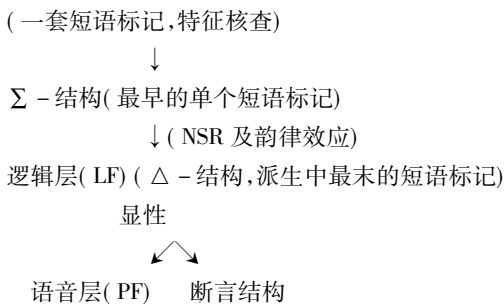 (一套短语标记,特征核查)
↓
∑-结构(最早的单个短语标记)
↓(NSR 及韵律效应)
逻辑层(LF)(△-结构,派生中最末的短语标记)
显性
↙↘
语音层(PF) 断言结构